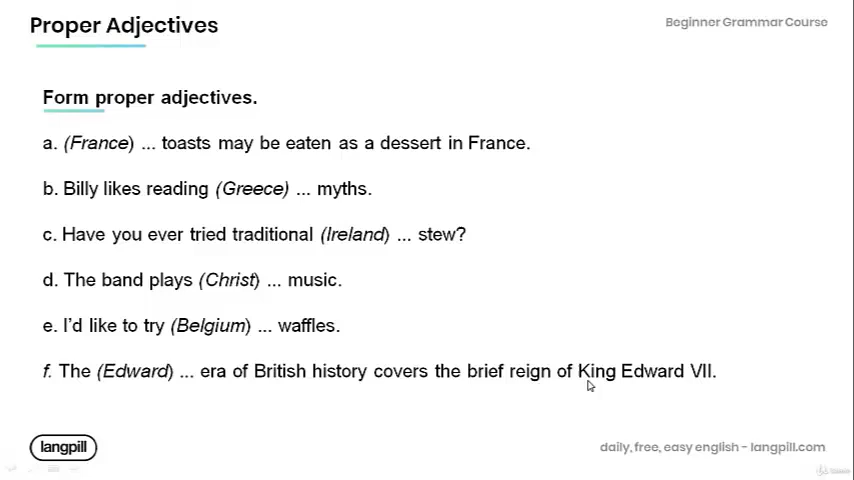 Proper Adjectives
Beginner Grammar Course
Form proper adjectives.
a. (France) ... toasts may be eaten as a dessert in France.
b. Billy likes reading (Greece) ... myths.
c. Have you ever tried traditional (Ireland) ... stew?
d. The band plays (Christ) ... music.
e. I'd like to try (Belgium) ... waffles.
f. The (Edward) ... era of British history covers the brief reign of King Edward VII.
langpill
daily, free, easy english - langpill.com